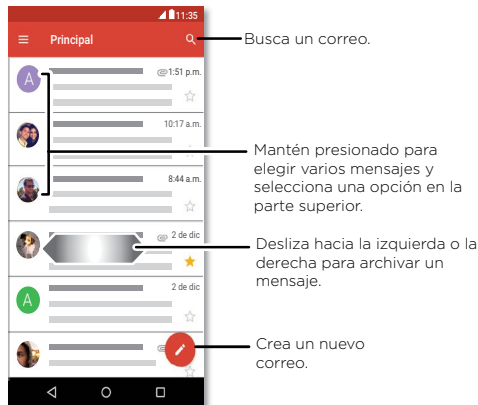 11:35
Principal
Busca un correo.
A
1:51 p.m.
10:17 a.m.
Mantén presionado para
elegir varios mensajes y
selecciona una opción en la
parte superior.
8:44 a.m.
2 de dic
Desliza hacia la izquierda o la
derecha para archivar un
mensaje.
2 de dic
A
Crea un nuevo
correo.